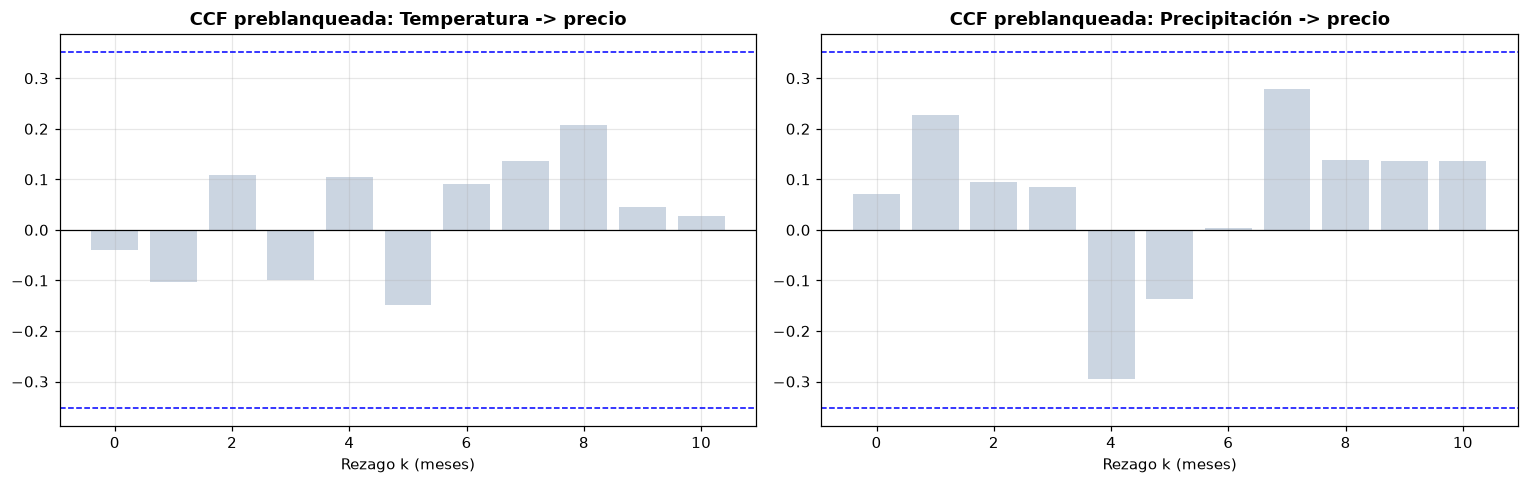 CCF preblanqueada: Temperatura -> precio
0.3
0.2
0.1
0.0
−0.1
−0.2
−0.3
0 2 4 6 8 10
Rezago k (meses)
CCF preblanqueada: Precipitación -> precio
0.3
0.2
0.1
0.0
−0.1
−0.2
−0.3
0 2 4 6 8 10
Rezago k (meses)